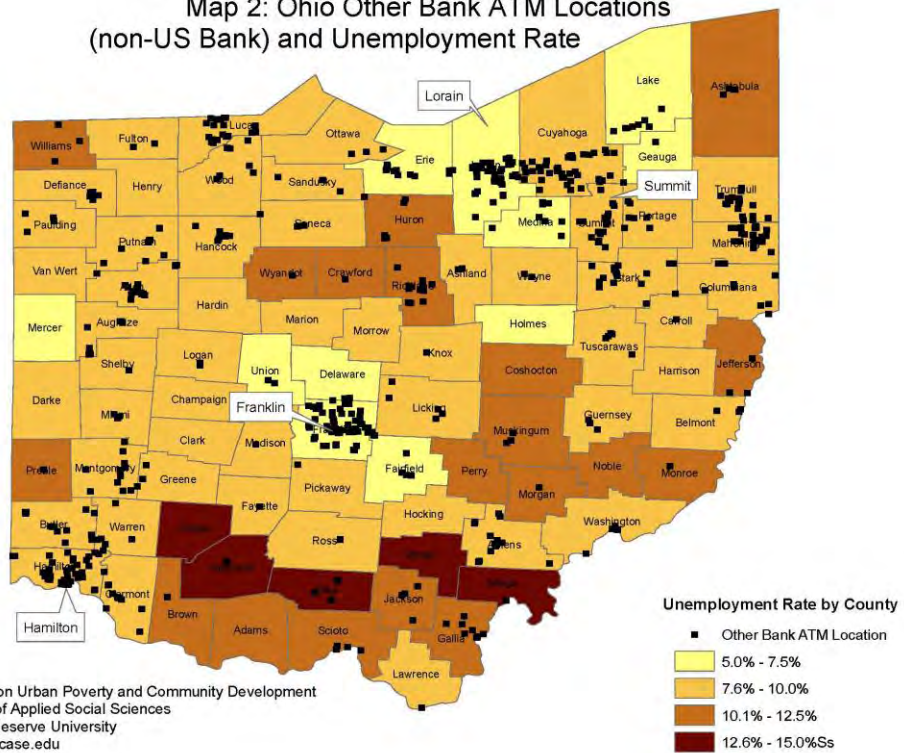 Map 2: Ohio Other Bank ATM Locations
(non-US Bank) and Unemployment Rate
Lake
Ashtabula
Lorain
Lucas
Ottawa
Cuyahoga
Williams
Fulton
Erie
Geauga
Defiance
Henry
Wood
Sandusky
Summit
Trumbull
Paulding
Seneca
Huron
Medina
Summit
Portage
Putnam
Hancock
Mahoning
Van Wert
Wyandot
Crawford
Richland
Ashland
Wayne
Stark
Columbiana
Allen
Hardin
Mercer
Auglaize
Marion
Morrow
Holmes
Carroll
Tuscarawas
Shelby
Logan
Knox
Jefferson
Union
Delaware
Coshocton
Harrison
Darke
Champaign
Franklin
Licking
Miami
Guernsey
Belmont
Clark
Madison
Muskingum
Preble
Montgomery
Fairfield
Perry
Noble
Monroe
Greene
Pickaway
Morgan
Fayette
Hocking
Butler
Warren
Washington
Ross
Athens
Hamilton
Clermont
Jackson
Brown
Hamilton
Adams
Scioto
Gallia
Lawrence
Unemployment Rate by County
Other Bank ATM Location
5.0% - 7.5%
7.6% - 10.0%
10.1% - 12.5%
12.6% - 15.0%Ss
on Urban Poverty and Community Development
of Applied Social Sciences
Reserve University
case.edu